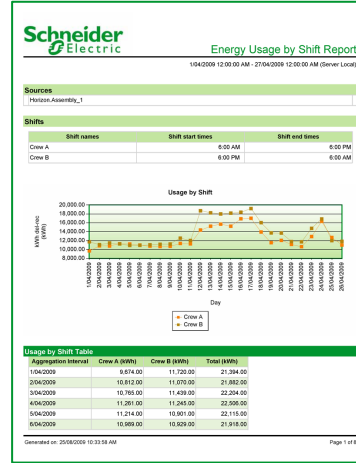 Schneider
Electric
Energy Usage by Shift Report
1/04/2009 12:00:00 AM - 27/04/2009 12:00:00 AM (Server Local)
Sources
Horizon.Assembly_1
Shifts
Shift names Shift start times Shift end times
Crew A 6:00 AM 6:00 PM
Crew B 6:00 PM 6:00 AM
Usage by Shift
kWh del-rec
(kWh)
20,000.00
18,000.00
16,000.00
14,000.00
12,000.00
10,000.00
8,000.00
1/04/2009 2/04/2009 3/04/2009 4/04/2009 5/04/2009 6/04/2009 7/04/2009 8/04/2009 9/04/2009 10/04/2009 11/04/2009 12/04/2009 13/04/2009 14/04/2009 15/04/2009 16/04/2009 17/04/2009 18/04/2009 19/04/2009 20/04/2009 21/04/2009 22/04/2009 23/04/2009 24/04/2009 25/04/2009 26/04/2009
Day
Crew A
Crew B
Usage by Shift Table
Aggregation Interval Crew A (kWh) Crew B (kWh) Total (kWh)
1/04/2009 9,674.00 11,720.00 21,394.00
2/04/2009 10,812.00 11,070.00 21,882.00
3/04/2009 10,765.00 11,439.00 22,204.00
4/04/2009 11,261.00 11,245.00 22,506.00
5/04/2009 11,214.00 10,901.00 22,115.00
6/04/2009 10,989.00 10,929.00 21,918.00
Generated on: 25/08/2009 10:33:58 AM Page 1 of 8